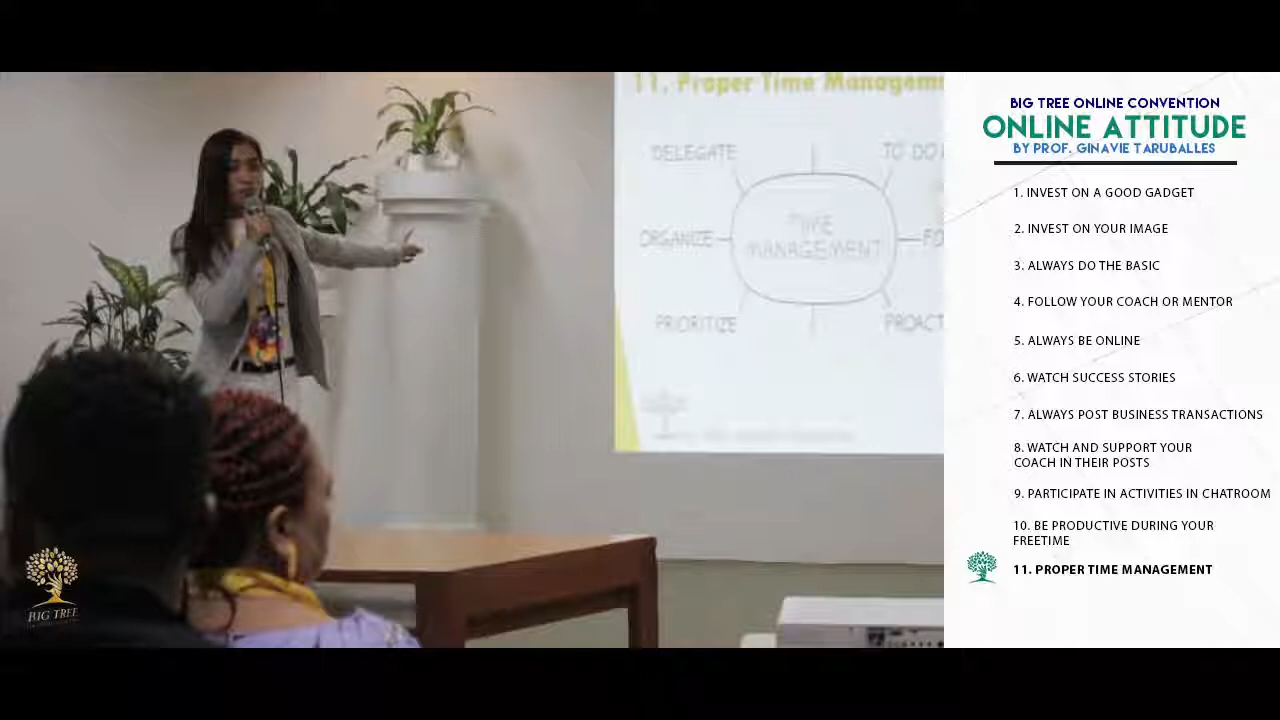 11. Proper Time
DELEGATE
TO DO
ORGANIZE
TIME
MANAGEMENT
PRIORITIZE
BIG TREE
BIG TREE ONLINE CONVENTION
ONLINE ATTITUDE
BY PROF. GINAVIE TARUBALLES
1. INVEST ON A GOOD GADGET
2. INVEST ON YOUR IMAGE
3. ALWAYS DO THE BASIC
4. FOLLOW YOUR COACH OR MENTOR
5. ALWAYS BE ONLINE
6. WATCH SUCCESS STORIES
7. ALWAYS POST BUSINESS TRANSACTIONS
8. WATCH AND SUPPORT YOUR
COACH IN THEIR POSTS
9. PARTICIPATE IN ACTIVITIES IN CHATROOM
10. BE PRODUCTIVE DURING YOUR
FREETIME
11. PROPER TIME MANAGEMENT